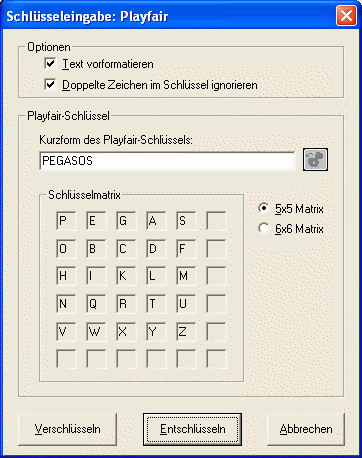 Schlüsseleingabe: Playfair
Optionen
Text vorformatieren
Doppelte Zeichen im Schlüssel ignorieren
Playfair-Schlüssel
Kurzform des Playfair-Schlüssels:
PEGASOS
Schlüsselmatrix
P E G A S
5x5 Matrix
O B C D F
6x6 Matrix
H I K L M
N Q R T U
V W X Y Z
Verschlüsseln Entschlüsseln Abbrechen